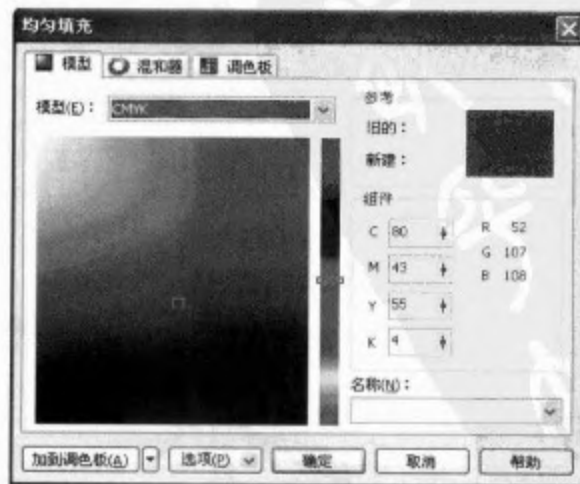 均匀填充
模型 混和器 调色板
模型(E)： CMYK
参考
旧的：
新建：
组件
C 80 R 52
M 43 G 107
Y 55 B 108
K 4
名称(N)：
加到调色板(A) 选项(P) 确定 取消 帮助